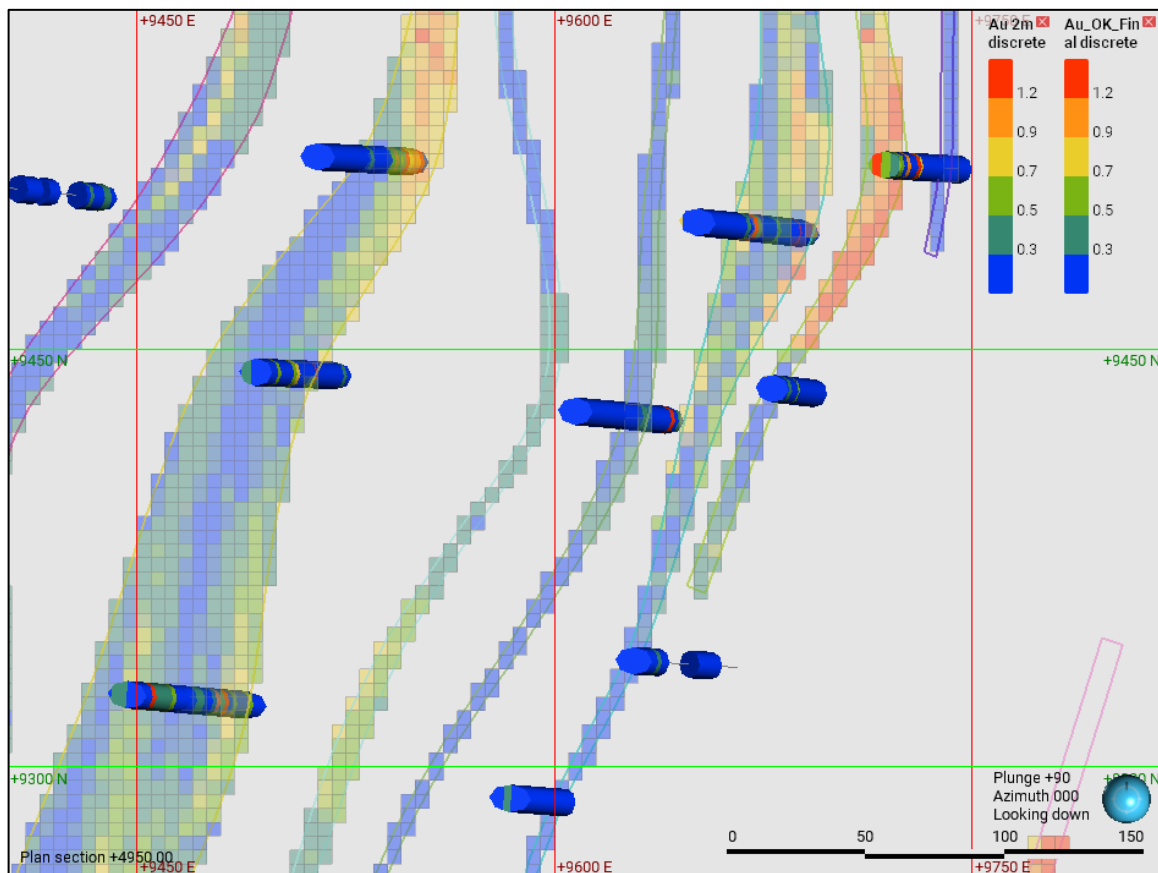 +9450 E
+9600 E
+9750 E
Au 2m
discrete
Au_OK_Fin
al discrete
1.2
1.2
0.9
0.9
0.7
0.7
0.5
0.5
0.3
0.3
+9450 N
+9450 N
+9300 N
Plunge +90
Azimuth 000
Looking down
0
50
100
150
Plan section +4950.00
+9450 E
+9600 E
+9750 E